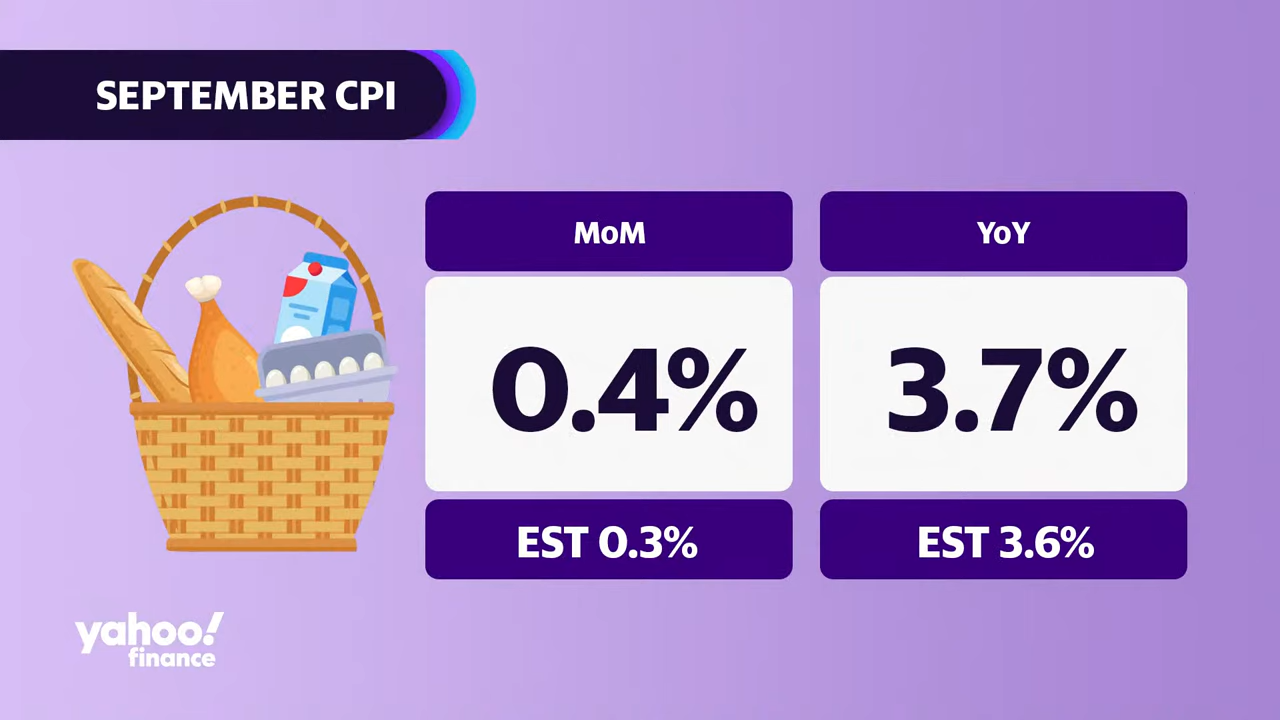 SEPTEMBER CPI
MoM
YoY
0.4%
3.7%
EST 0.3%
EST 3.6%
yahoo!
finance